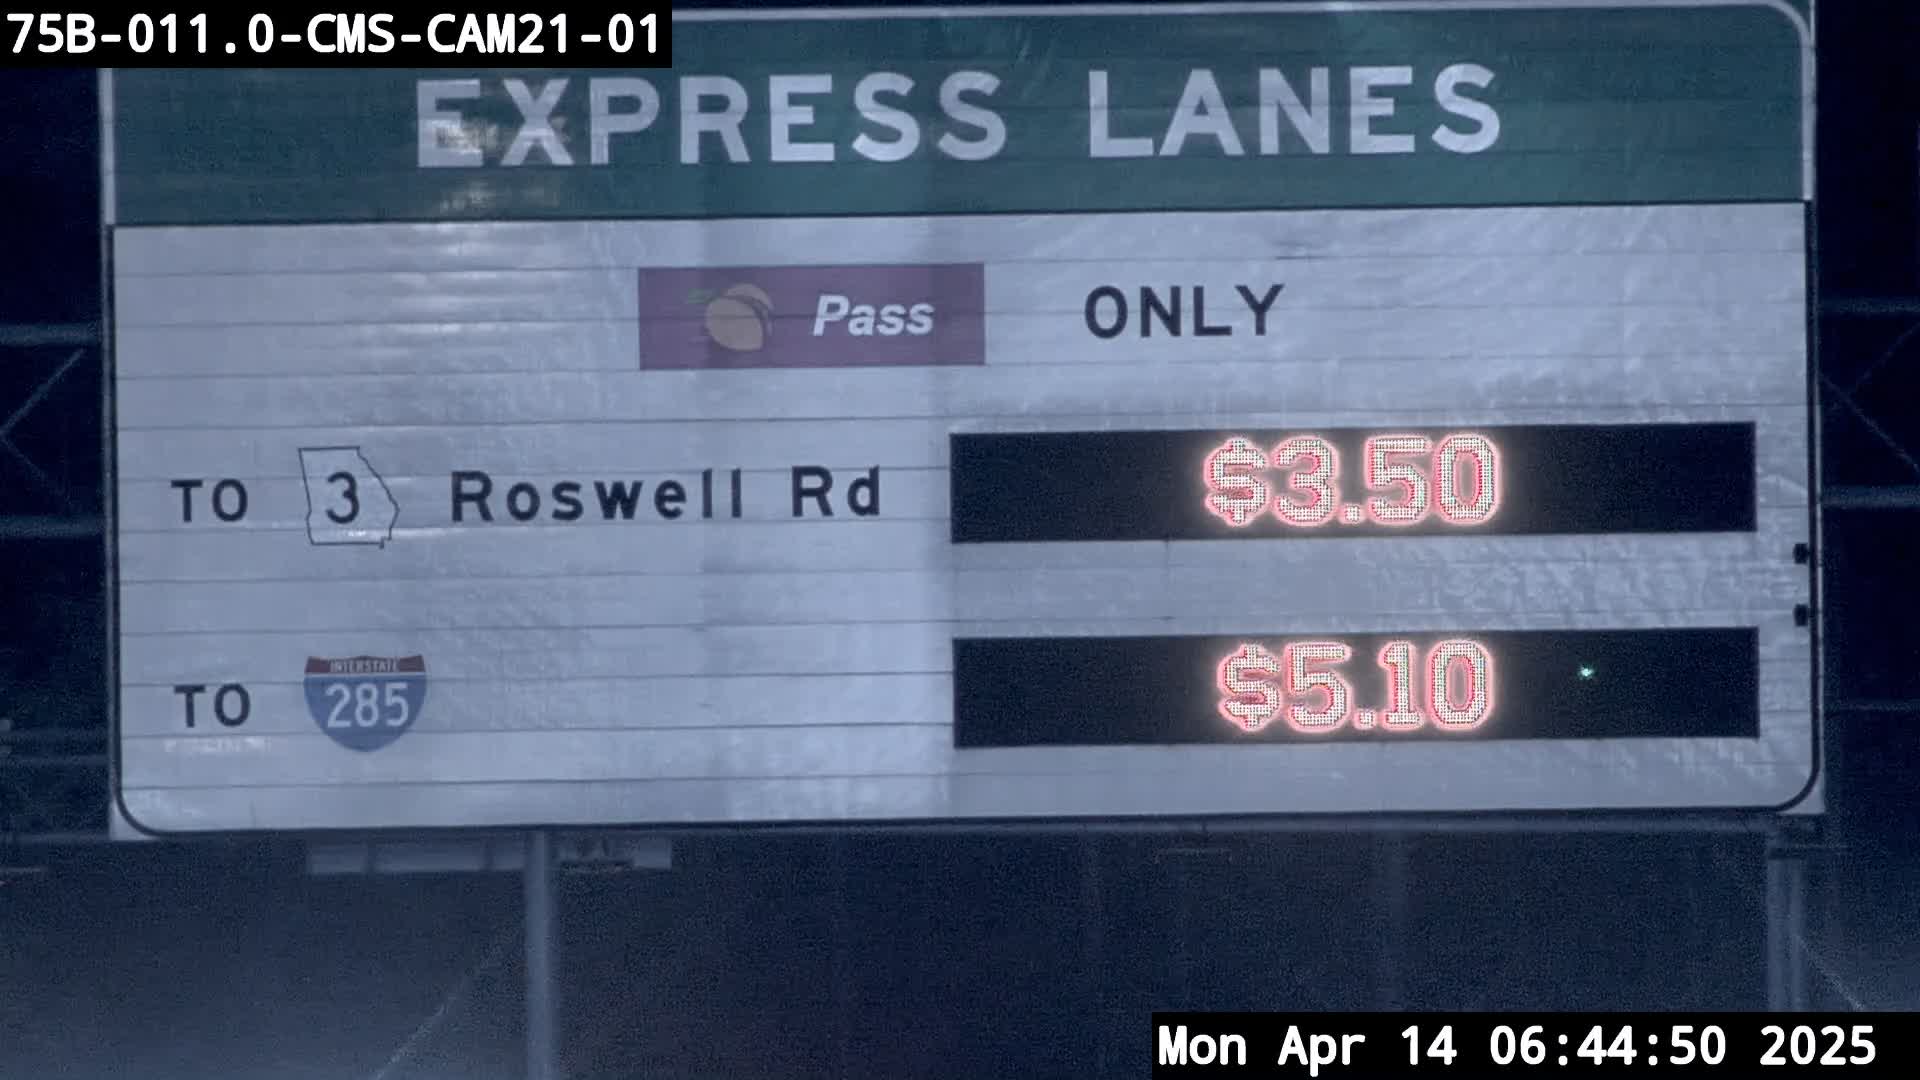 75B-011.0-CMS-CAM21-01
EXPRESS LANES
Pass ONLY
TO 3 Roswell Rd $3.50
INTERSTATE
TO 285 $5.10
Mon Apr 14 06:44:50 2025